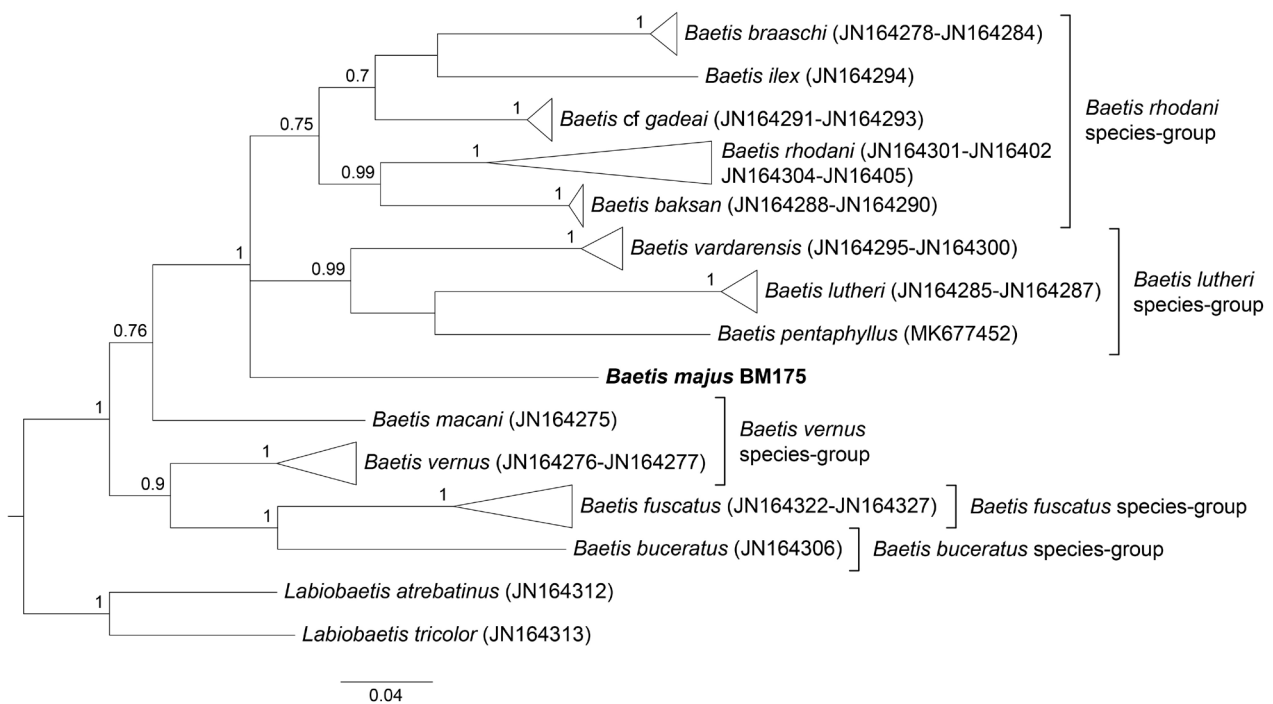 1
Baetis braaschi (JN164278-JN164284)
Baetis ilex (JN164294)
0.7
1
Baetis cf gadeai (JN164291-JN164293)
Baetis rhodani
species-group
0.75
1
Baetis rhodani (JN164301-JN16402
JN164304-JN16405)
0.99
1
Baetis baksan (JN164288-JN164290)
1
1
Baetis vardarensis (JN164295-JN164300)
0.99
1
Baetis lutheri (JN164285-JN164287)
Baetis lutheri
species-group
Baetis pentaphyllus (MK677452)
0.76
Baetis majus BM175
1
Baetis macani (JN164275)
Baetis vernus
species-group
1
Baetis vernus (JN164276-JN164277)
0.9
1
Baetis fuscatus (JN164322-JN164327)
Baetis fuscatus species-group
1
Baetis buceratus (JN164306)
Baetis buceratus species-group
1
Labiobaetis atrebatinus (JN164312)
Labiobaetis tricolor (JN164313)
0.04